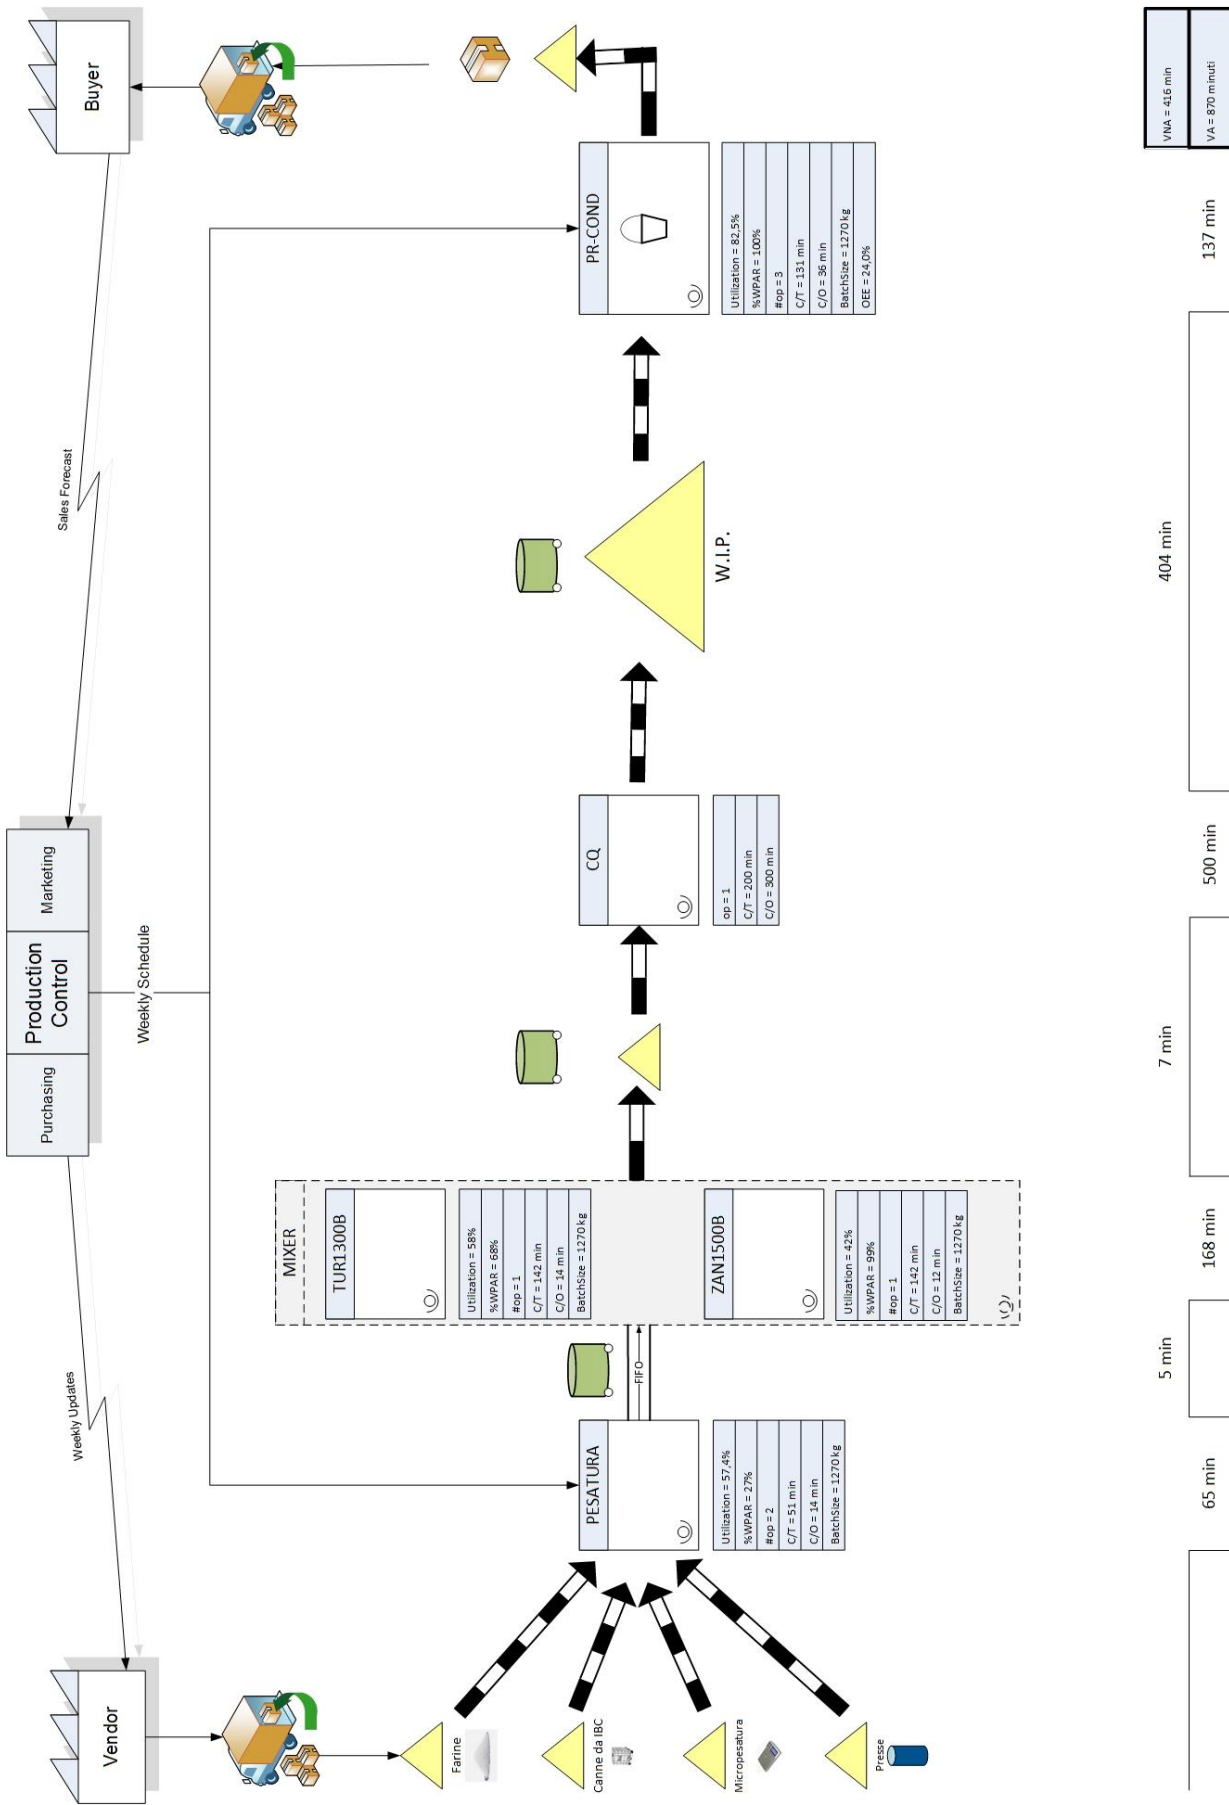 Vendor
Weekly Updates
Purchasing
Production
Control
Marketing
Sales Forecast
Buyer
Weekly Schedule
Farine
Canne da IBC
Micropesatura
Presse
PESATURA
Utilization = 57,4%
%WPAR = 27%
#op = 2
C/T = 51 min
C/O = 14 min
BatchSize = 1270 kg
FIFO
MIXER
TUR1300B
Utilization = 58%
%WPAR = 68%
#op = 1
C/T = 142 min
C/O = 14 min
BatchSize = 1270 kg
ZAN1500B
Utilization = 42%
%WPAR = 99%
#op = 1
C/T = 142 min
C/O = 12 min
BatchSize = 1270 kg
CQ
op = 1
C/T = 200 min
C/O = 300 min
W.I.P.
PR-COND
Utilization = 82,5%
%WPAR = 100%
#op = 3
C/T = 131 min
C/O = 36 min
BatchSize = 1270 kg
OEE = 24,0%
65 min
5 min
168 min
7 min
500 min
404 min
137 min
VNA = 416 min
VA = 870 minuti